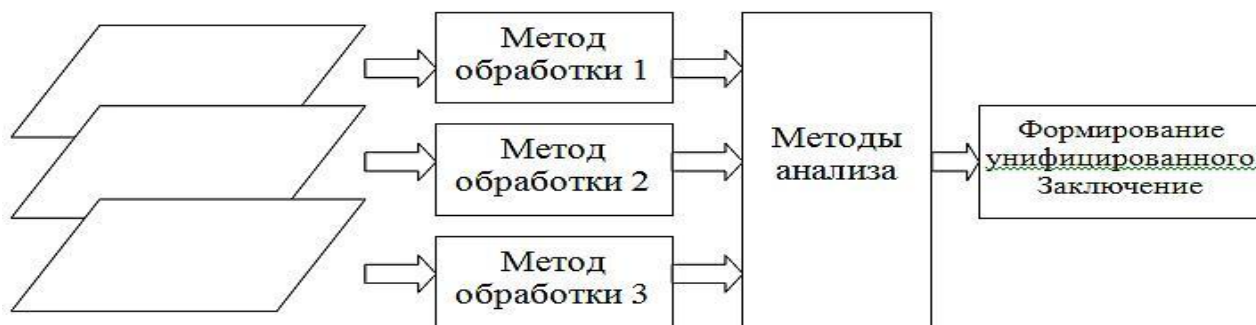 Метод
обработки 1
Метод
обработки 2
Метод
обработки 3
Методы
анализа
Формирование
унифицированного
Заключение